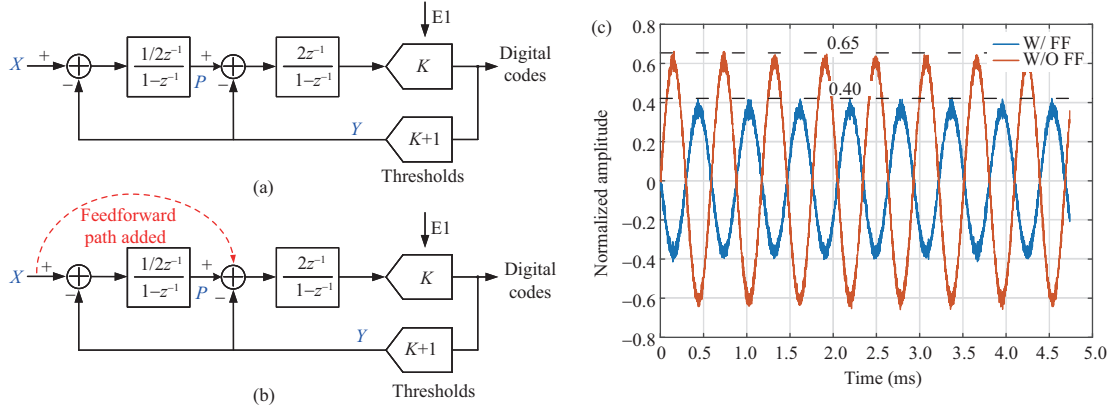 E1
X
+
−
1/2z⁻¹
1−z⁻¹
+
P
−
2z⁻¹
1−z⁻¹
K
Digital
codes
Y
K+1
Thresholds
(a)
Feedforward
path added
E1
X
+
−
1/2z⁻¹
1−z⁻¹
+
P
−
2z⁻¹
1−z⁻¹
K
Digital
codes
Y
K+1
Thresholds
(b)
(c)
0.8
0.6
0.4
0.2
0
−0.2
−0.4
−0.6
−0.8
Normalized amplitude
0.65
0.40
W/ FF
W/O FF
0 0.5 1.0 1.5 2.0 2.5 3.0 3.5 4.0 4.5 5.0
Time (ms)